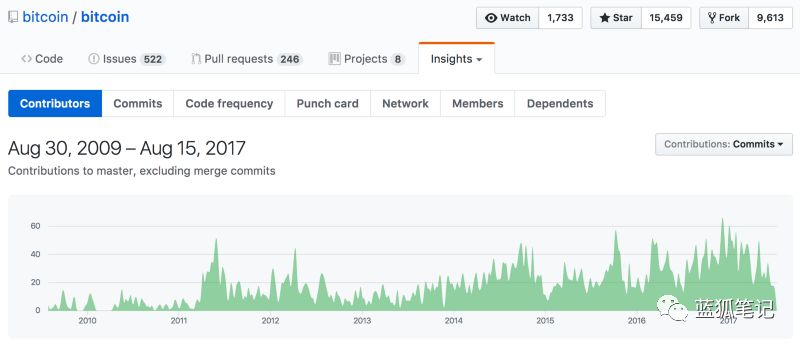 bitcoin / bitcoin
Watch 1,733 Star 15,459 Fork 9,613
Code Issues 522 Pull requests 246 Projects 8 Insights
Contributors Commits Code frequency Punch card Network Members Dependents
Aug 30, 2009 – Aug 15, 2017
Contributions: Commits
Contributions to master, excluding merge commits
60
40
20
0
2010 2011 2012 2013 2014 2015 2016 2017
蓝狐笔记